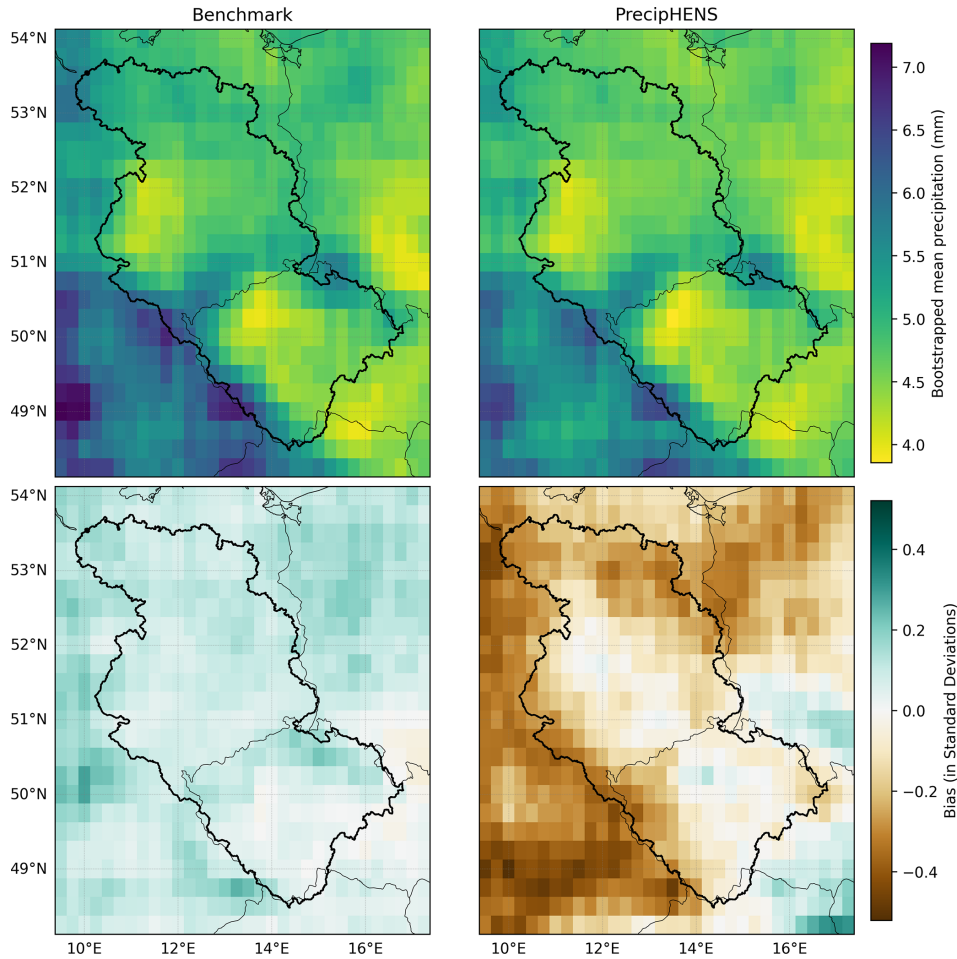 Benchmark
PrecipHENS
54°N
53°N
52°N
51°N
50°N
49°N
7.0
6.5
6.0
5.5
5.0
4.5
4.0
Bootstrapped mean precipitation (mm)
54°N
53°N
52°N
51°N
50°N
49°N
10°E
12°E
14°E
16°E
10°E
12°E
14°E
16°E
0.4
0.2
0.0
−0.2
−0.4
Bias (in Standard Deviations)